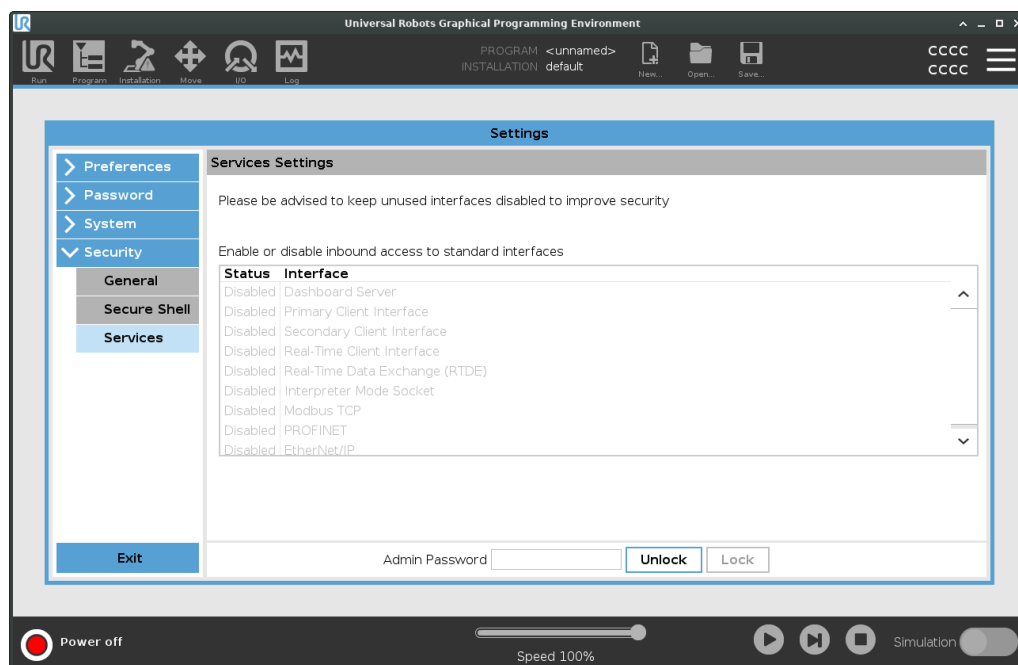 UR
Universal Robots Graphical Programming Environment
UR
Run
Program
Installation
Move
I/O
Log
PROGRAM <unnamed>
INSTALLATION default
New...
Open...
Save...
CCCC
CCCC
Settings
Preferences
Password
System
Security
General
Secure Shell
Services
Exit
Services Settings
Please be advised to keep unused interfaces disabled to improve security
Enable or disable inbound access to standard interfaces
Status Interface
Disabled Dashboard Server
Disabled Primary Client Interface
Disabled Secondary Client Interface
Disabled Real-Time Client Interface
Disabled Real-Time Data Exchange (RTDE)
Disabled Interpreter Mode Socket
Disabled Modbus TCP
Disabled PROFINET
Disabled EtherNet/IP
Admin Password
Unlock
Lock
Power off
Speed 100%
Simulation